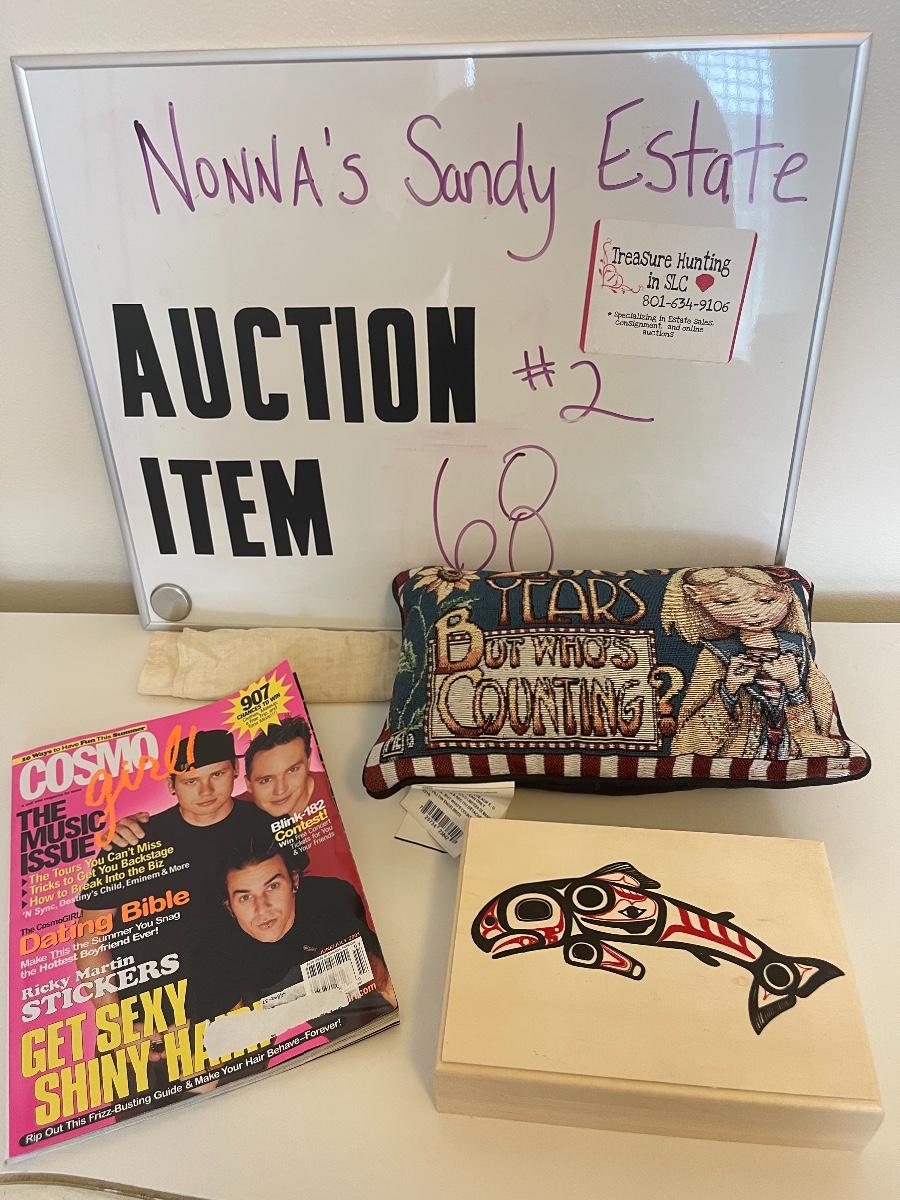 NONNA'S Sandy Estate
Treasure Hunting
in SLC
801-634-9106
* Specializing in Estate sales,
Consignment, and online
auctions
AUCTION #2
ITEM 68
YEARS
BUT WHO'S
COUNTING?
10 Ways to Have Fun This Summer
907
CHANCES TO WIN
COSMO
girl!
THE
MUSIC
ISSUE
The Tours You Can't Miss
Tricks to Get You Backstage
How to Break Into the Biz
'N Sync, Destiny's Child, Eminem & More
Blink-182
Contest!
Win Free Concert
Tickets for You
& Your Friends
The CosmoGIRL!
Dating Bible
Make This the Summer You Snag
the Hottest Boyfriend Ever!
Ricky Martin
STICKERS
GET SEXY
SHINY HAIR!
Rip Out This Frizz-Busting Guide & Make Your Hair Behave–Forever!